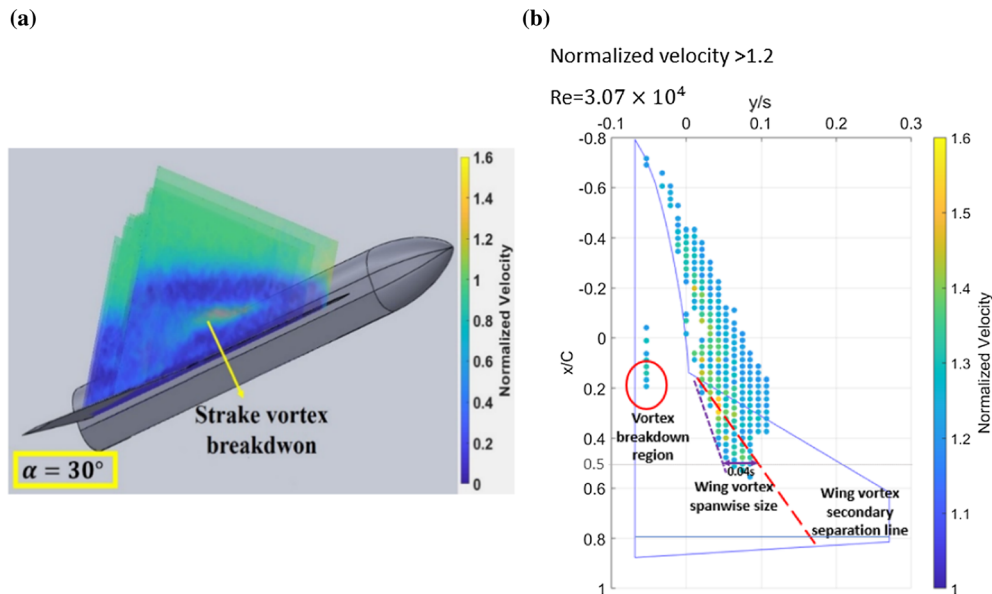 (a)
1.6
1.4
1.2
1
0.8
0.6
0.4
0.2
0
Normalized Velocity
Strake vortex
breakdwon
α = 30°
(b)
Normalized velocity >1.2
Re=3.07 × 10⁴
y/s
-0.1 0 0.1 0.2 0.3
-0.8
-0.6
-0.4
-0.2
0
0.2
0.4
0.5
0.6
0.8
1
x/C
Vortex
breakdown
region
0.04s
Wing vortex
spanwise size
Wing vortex
secondary
separation line
1.6
1.5
1.4
1.3
1.2
1.1
1
Normalized Velocity